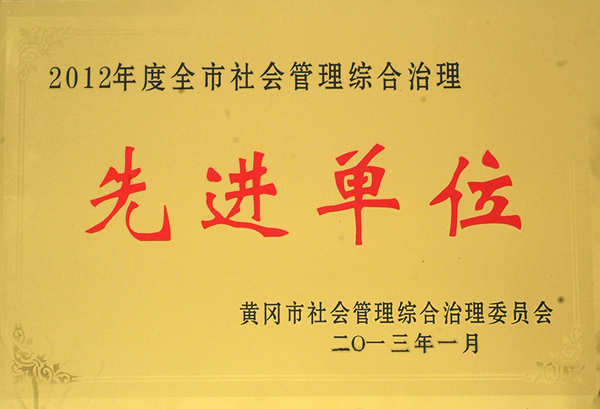 2012年度全市社会管理综合治理
先进单位
黄冈市社会管理综合治理委员会
二〇一三年一月